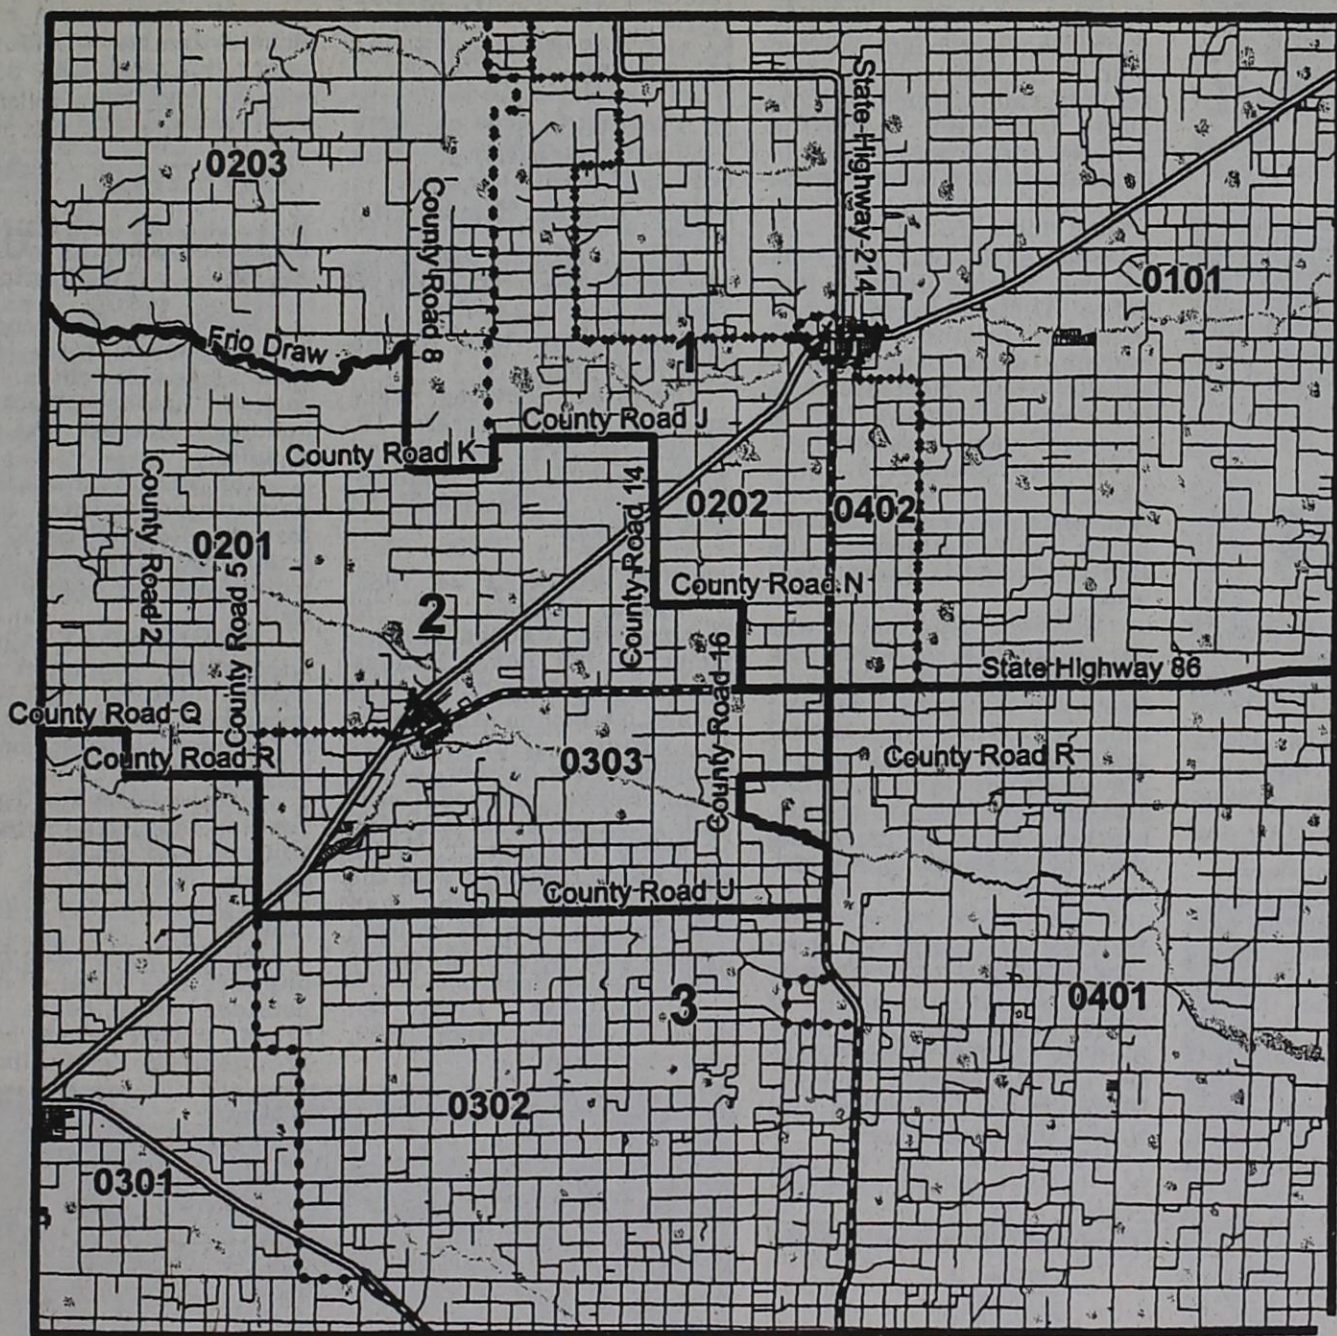 State Highway 214
0203
County Road 8
0101
Frio Draw
1
County Road J
County Road K
County Road 14
0202
0402
County Road 2
0201
County Road 5
County Road N
2
County Road 16
State Highway 86
County Road Q
County Road R
0303
County Road R
County Road U
3
0401
0302
0301